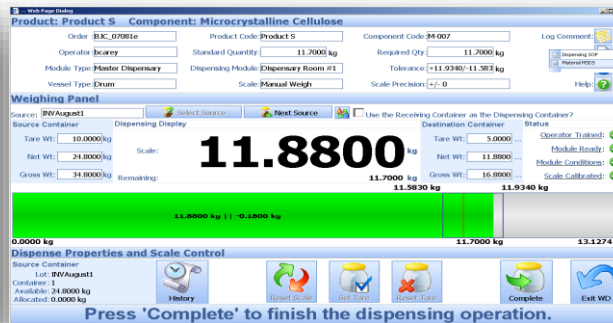 -- Web Page Dialog
Product: Product S Component: Microcrystalline Cellulose
Order BJC_07081e Product Code: Product S Component Code: M-007 Log Comment:
Operator bcarey Standard Quantity: 11.7000 kg Required Qty: 11.7000 kg
Dispensing SOP
Material MSDS
Module Type: Master Dispensary Dispensing Module: Dispensary Room #1 Tolerance: +11.9340/-11.583 kg
Vessel Type: Drum Scale: Manual Weigh Scale Precision: +/- 0 Help:
Weighing Panel
Source: INVAugust1 Select Source Next Source Use the Receiving Container as the Dispensing Container?
Source Container Dispensing Display Destination Container Status
Tare Wt: 10.0000 kg Tare Wt: 5.0000 ... Operator Trained:
Scale: 11.8800 kg
Net Wt: 24.8000 kg Net Wt: 11.8800 ... Module Ready:
Module Conditions:
Gross Wt: 34.8000 kg Remaining: 11.7000 kg Gross Wt: 16.8800 ... Scale Calibrated:
11.5830 kg 11.9340 kg
11.8800 kg || -0.1800 kg
0.0000 kg 11.7000 kg 13.1274
Dispense Properties and Scale Control
Source Container
Lot: INVAugust1
Container: 1
Available: 24.8000 kg
Allocated: 0.0000 kg
History Reset Scale Set Tare Reset Tare Complete Exit WD
Press 'Complete' to finish the dispensing operation.